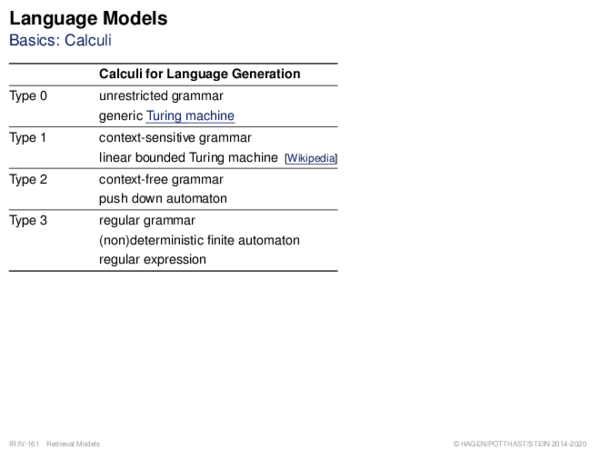 Language Models
Basics: Calculi
Calculi for Language Generation
Type 0 unrestricted grammar
generic Turing machine
Type 1 context-sensitive grammar
linear bounded Turing machine [Wikipedia]
Type 2 context-free grammar
push down automaton
Type 3 regular grammar
(non)deterministic finite automaton
regular expression
IR:IV-161 Retrieval Models © HAGEN/POTTHAST/STEIN 2014-2020